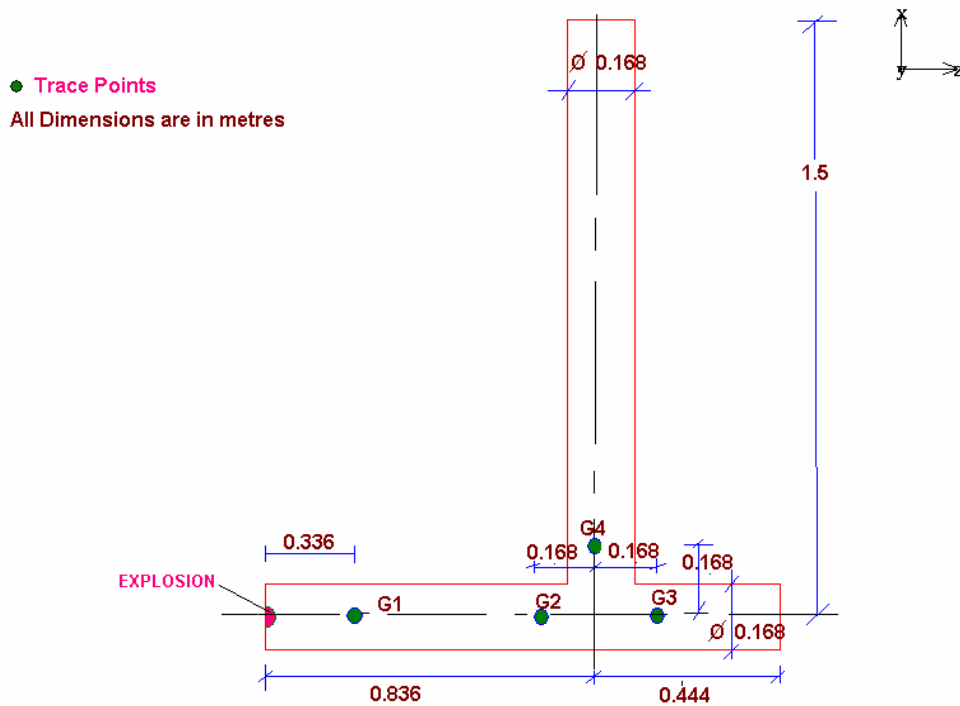 x
y
z
Ø 0.168
Trace Points
All Dimensions are in metres
1.5
G4
0.336
0.168
0.168
0.168
EXPLOSION
G1
G2
G3
Ø 0.168
0.836
0.444